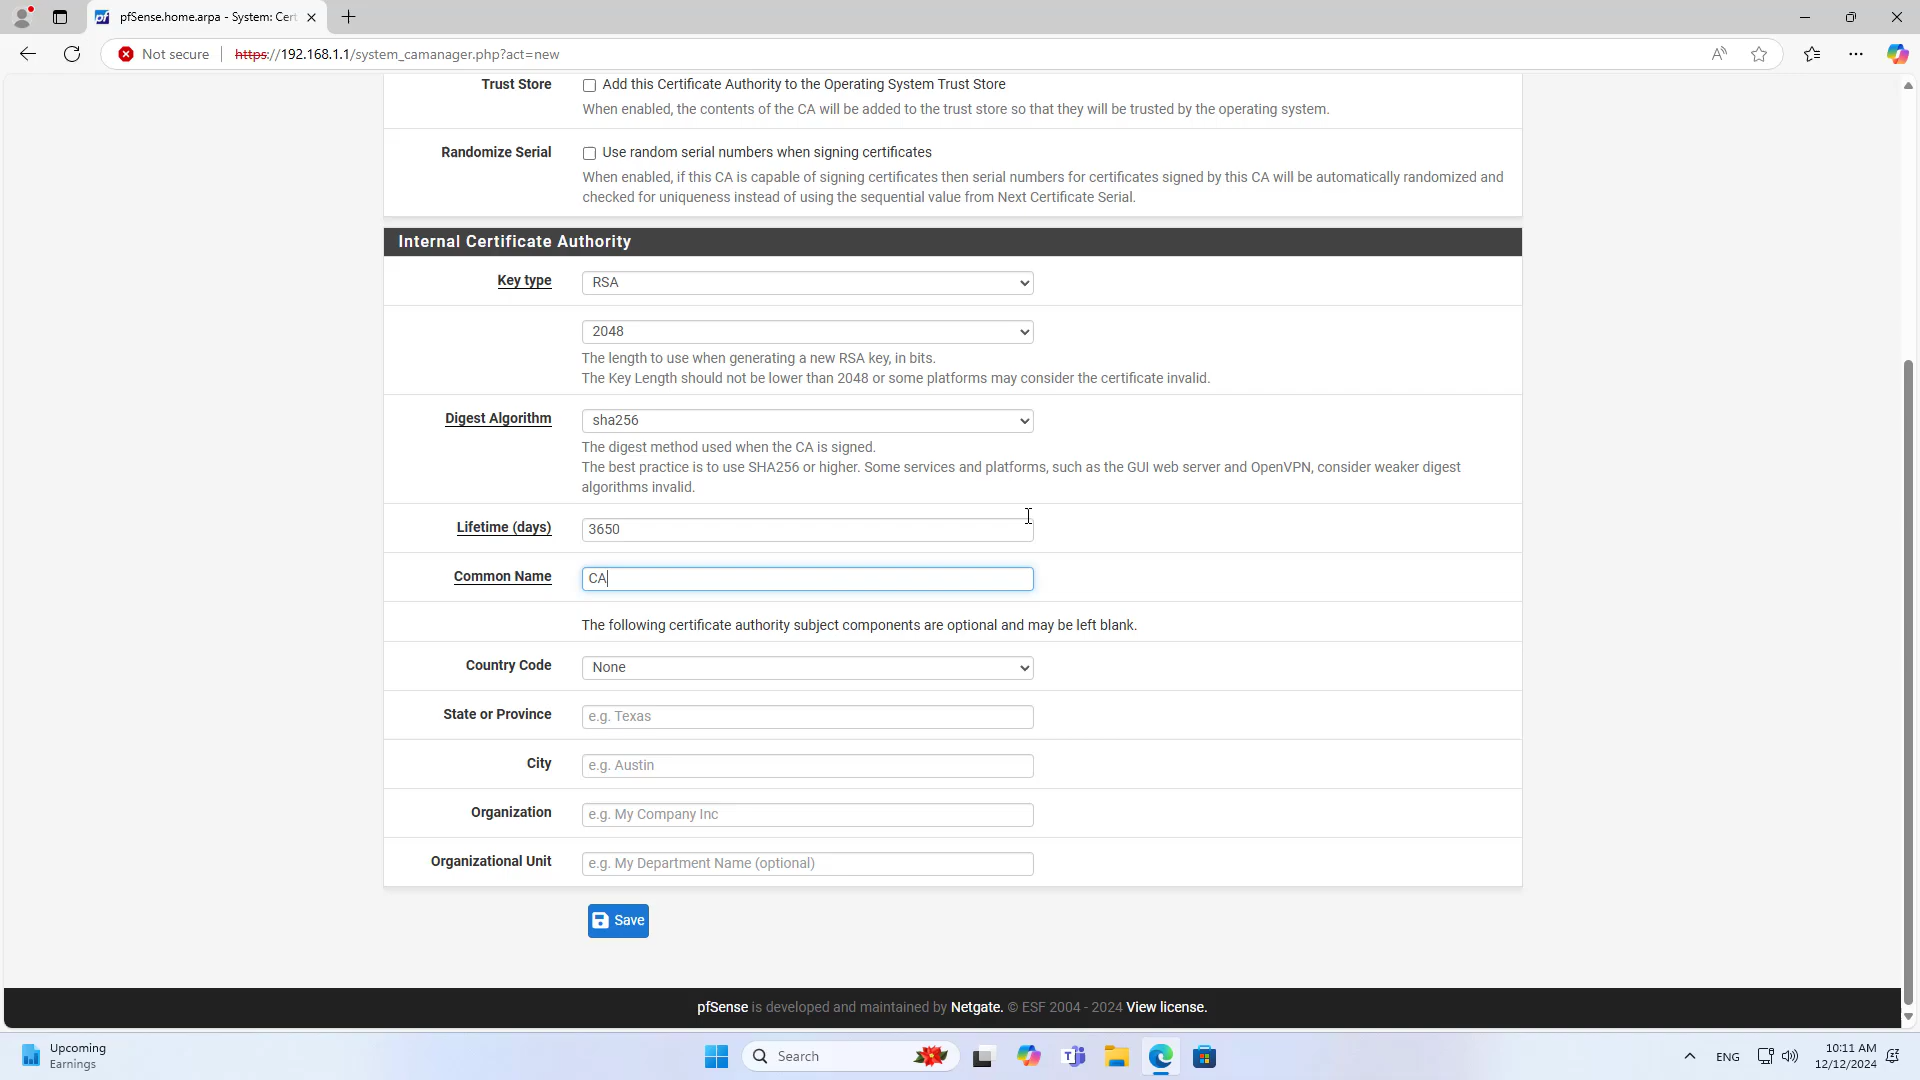 pfSense.home.arpa - System: Cert
Not secure
https://192.168.1.1/system_camanager.php?act=new
Trust Store
Add this Certificate Authority to the Operating System Trust Store
When enabled, the contents of the CA will be added to the trust store so that they will be trusted by the operating system.
Randomize Serial
Use random serial numbers when signing certificates
When enabled, if this CA is capable of signing certificates then serial numbers for certificates signed by this CA will be automatically randomized and
checked for uniqueness instead of using the sequential value from Next Certificate Serial.
Internal Certificate Authority
Key type
RSA
2048
The length to use when generating a new RSA key, in bits.
The Key Length should not be lower than 2048 or some platforms may consider the certificate invalid.
Digest Algorithm
sha256
The digest method used when the CA is signed.
The best practice is to use SHA256 or higher. Some services and platforms, such as the GUI web server and OpenVPN, consider weaker digest
algorithms invalid.
Lifetime (days)
3650
Common Name
CA
The following certificate authority subject components are optional and may be left blank.
Country Code
None
State or Province
e.g. Texas
City
e.g. Austin
Organization
e.g. My Company Inc
Organizational Unit
e.g. My Department Name (optional)
Save
pfSense is developed and maintained by Netgate. © ESF 2004 - 2024 View license.
Upcoming
Earnings
Search
ENG
10:11 AM
12/12/2024